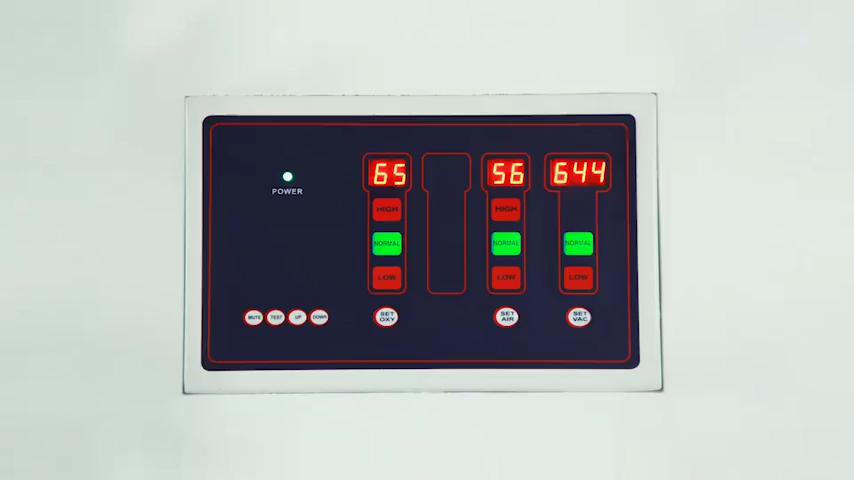 65 56 644
POWER
HIGH HIGH
NORMAL NORMAL NORMAL
LOW LOW LOW
MUTE TEST UP DOWN SET OXY SET AIR SET VAC